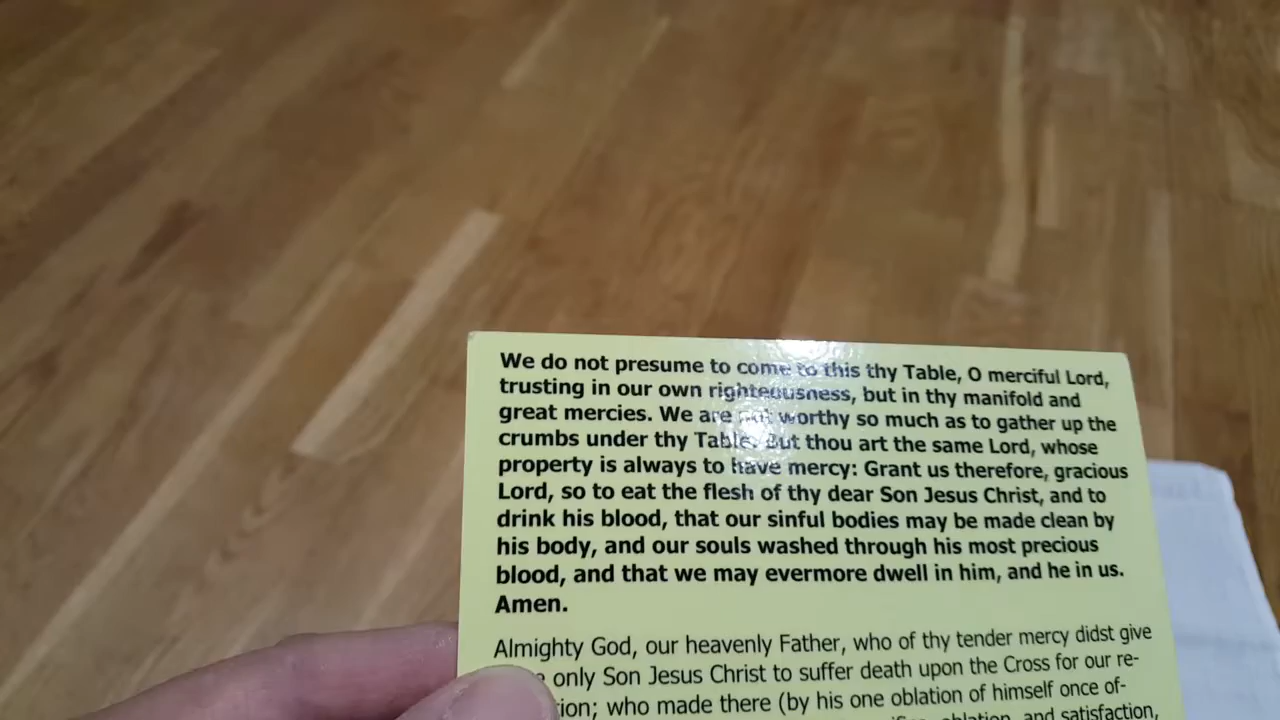 We do not presume to come to this thy Table, O merciful Lord,
trusting in our own righteousness, but in thy manifold and
great mercies. We are not worthy so much as to gather up the
crumbs under thy Table. But thou art the same Lord, whose
property is always to have mercy: Grant us therefore, gracious
Lord, so to eat the flesh of thy dear Son Jesus Christ, and to
drink his blood, that our sinful bodies may be made clean by
his body, and our souls washed through his most precious
blood, and that we may evermore dwell in him, and he in us.
Amen.
Almighty God, our heavenly Father, who of thy tender mercy didst give
only Son Jesus Christ to suffer death upon the Cross for our re-
who made there (by his one oblation of himself once of-
oblation, and satisfaction,